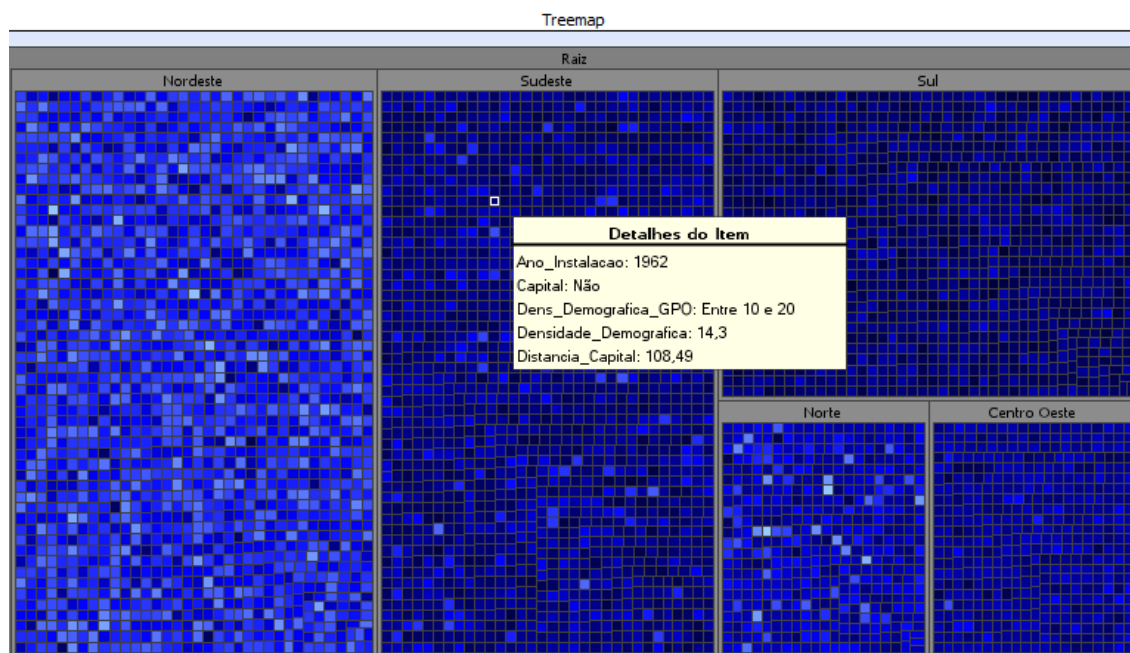 Treemap
Raiz
Nordeste
Sudeste
Sul
Detalhes do Item
Ano_Instalacao: 1962
Capital: Não
Dens_Demografica_GPO: Entre 10 e 20
Densidade_Demografica: 14,3
Distancia_Capital: 108,49
Norte
Centro Oeste